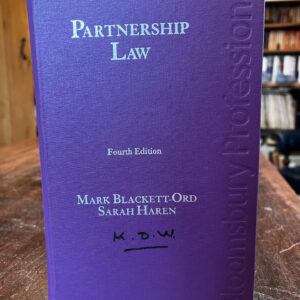 PARTNERSHIP
LAW
Fourth Edition
MARK BLACKETT-ORD
SARAH HAREN
K.D.W.
Bloomsbury Professional